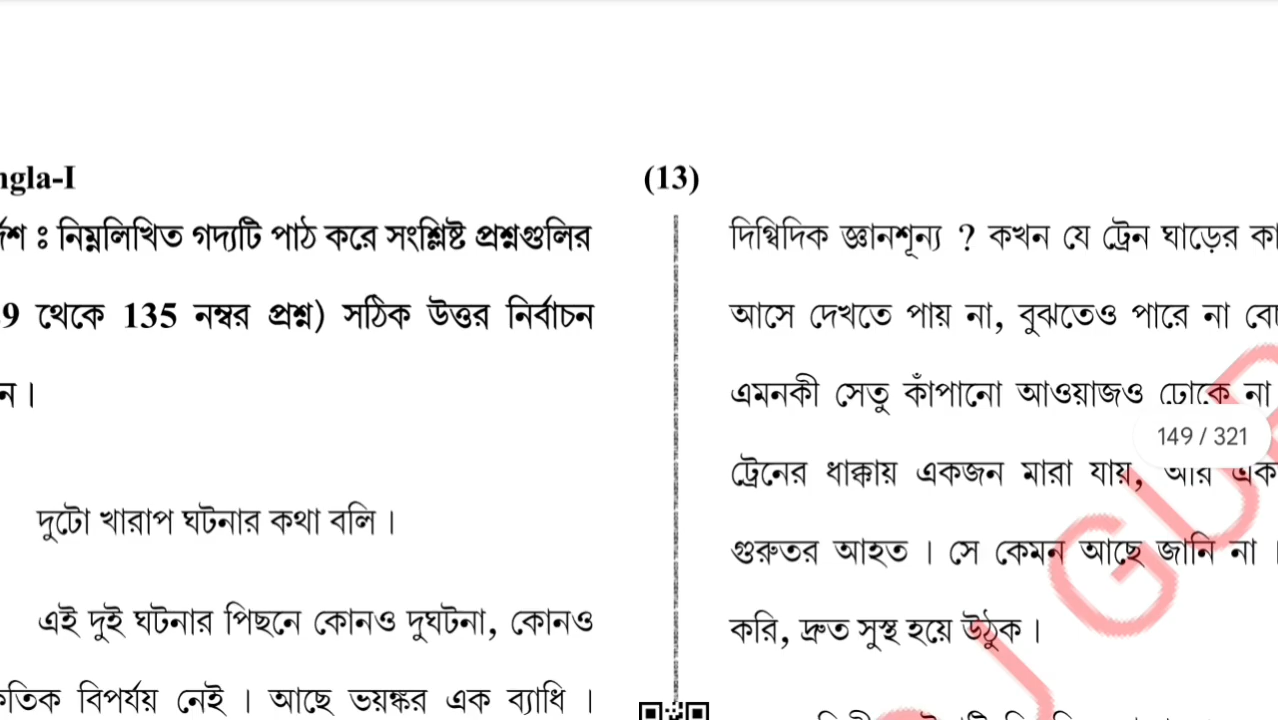 ngla-I
(13)
র্দেশ ঃ নিম্নলিখিত গদ্যটি পাঠ করে সংশ্লিষ্ট প্রশ্নগুলির
9 থেকে 135 নম্বর প্রশ্ন) সঠিক উত্তর নির্বাচন
ন।
দুটো খারাপ ঘটনার কথা বলি।
এই দুই ঘটনার পিছনে কোনও দুঘটনা, কোনও
কৃতিক বিপর্যয় নেই। আছে ভয়ঙ্কর এক ব্যাধি।
দিগ্বিদিক জ্ঞানশূন্য ? কখন যে ট্রেন ঘাড়ের কা
আসে দেখতে পায় না, বুঝতেও পারে না বো
এমনকী সেতু কাঁপানো আওয়াজও ঢোকে না
149 / 321
ট্রেনের ধাক্কায় একজন মারা যায়, আর এক
গুরুতর আহত। সে কেমন আছে জানি না।
করি, দ্রুত সুস্থ হয়ে উঠুক।